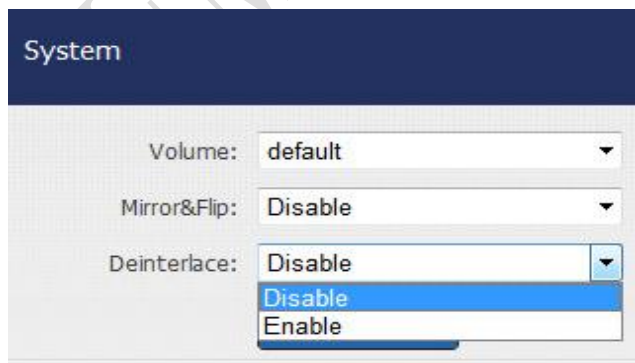 System
Volume: default
Mirror&Flip: Disable
Deinterlace: Disable
Disable
Enable